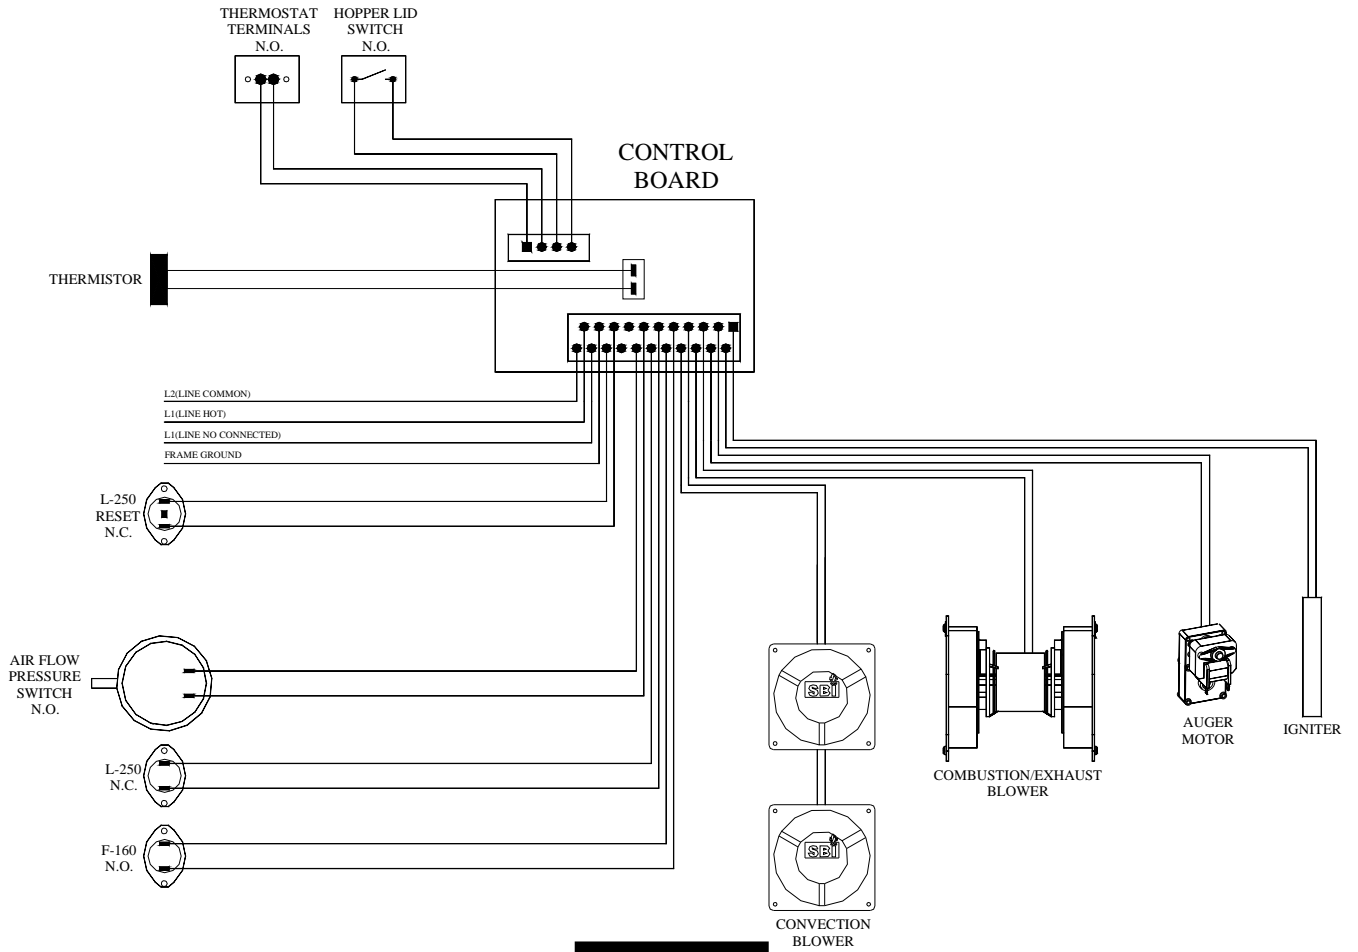 THERMOSTAT
TERMINALS
N.O.
HOPPER LID
SWITCH
N.O.
CONTROL
BOARD
THERMISTOR
L2(LINE COMMON)
L1(LINE HOT)
L1(LINE NO CONNECTED)
FRAME GROUND
L-250
RESET
N.C.
AIR FLOW
PRESSURE
SWITCH
N.O.
L-250
N.C.
F-160
N.O.
SBI
SBI
CONVECTION
BLOWER
COMBUSTION/EXHAUST
BLOWER
AUGER
MOTOR
IGNITER